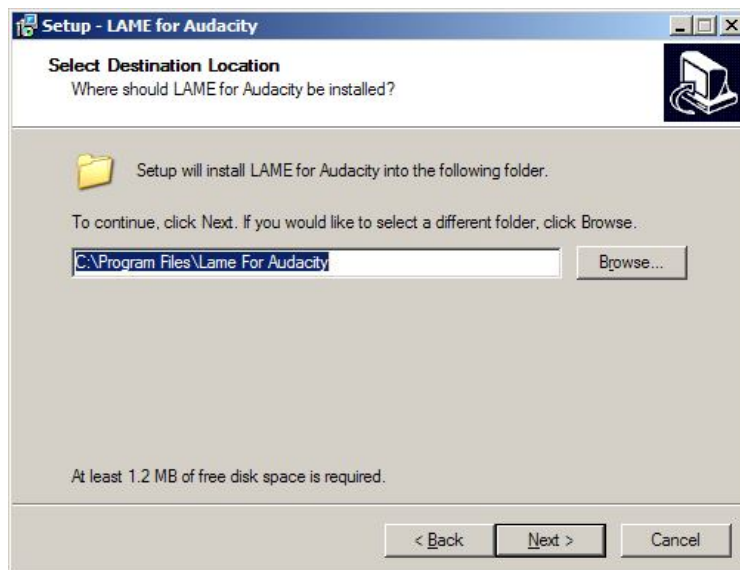 Setup - LAME for Audacity
Select Destination Location
Where should LAME for Audacity be installed?
Setup will install LAME for Audacity into the following folder.
To continue, click Next. If you would like to select a different folder, click Browse.
C:\Program Files\Lame For Audacity
Browse...
At least 1.2 MB of free disk space is required.
< Back
Next >
Cancel